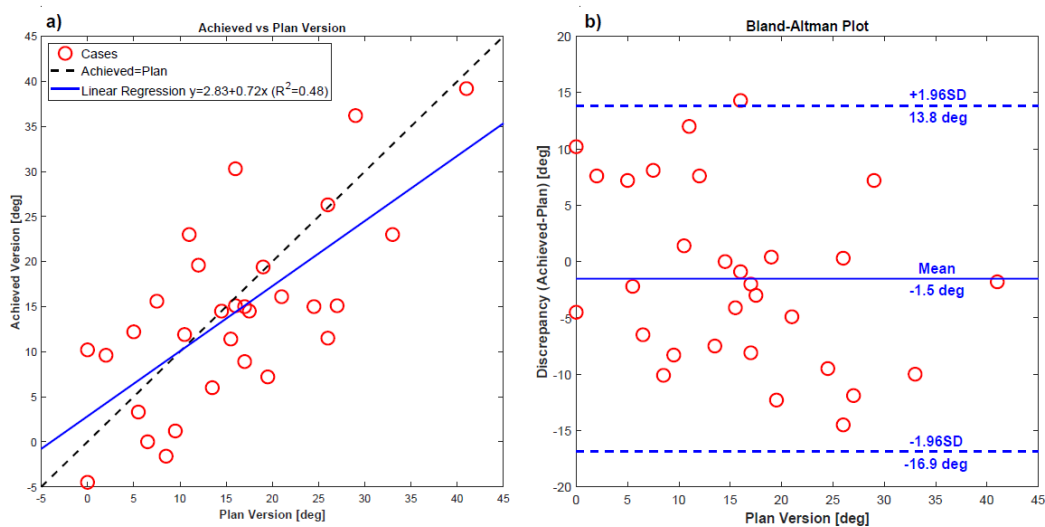 a)
Achieved vs Plan Version
Cases
Achieved=Plan
Linear Regression y=2.83+0.72x (R²=0.48)
Achieved Version [deg]
45
40
35
30
25
20
15
10
5
0
-5
-5 0 5 10 15 20 25 30 35 40 45
Plan Version [deg]
b)
Bland-Altman Plot
Discrepancy (Achieved-Plan) [deg]
20
15
10
5
0
-5
-10
-15
-20
+1.96SD
13.8 deg
Mean
-1.5 deg
-1.96SD
-16.9 deg
0 5 10 15 20 25 30 35 40 45
Plan Version [deg]